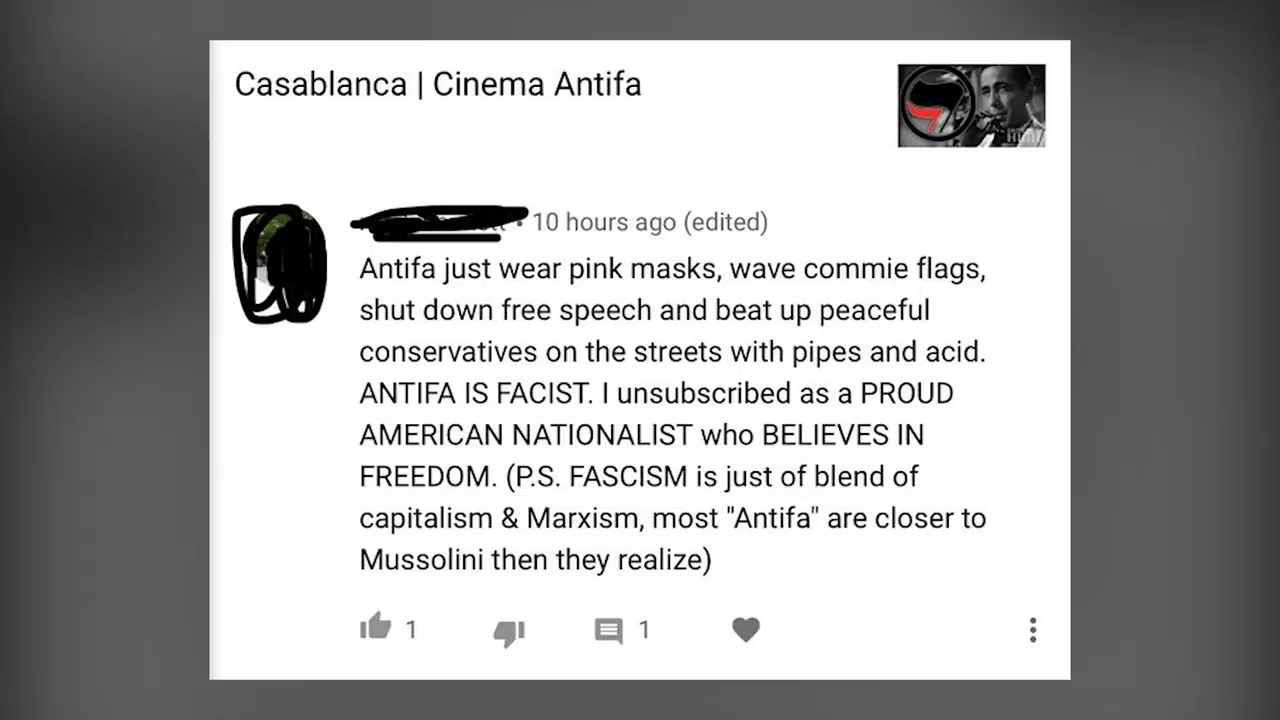 Casablanca | Cinema Antifa
10 hours ago (edited)
Antifa just wear pink masks, wave commie flags,
shut down free speech and beat up peaceful
conservatives on the streets with pipes and acid.
ANTIFA IS FACIST. I unsubscribed as a PROUD
AMERICAN NATIONALIST who BELIEVES IN
FREEDOM. (P.S. FASCISM is just of blend of
capitalism & Marxism, most "Antifa" are closer to
Mussolini then they realize)
1
1